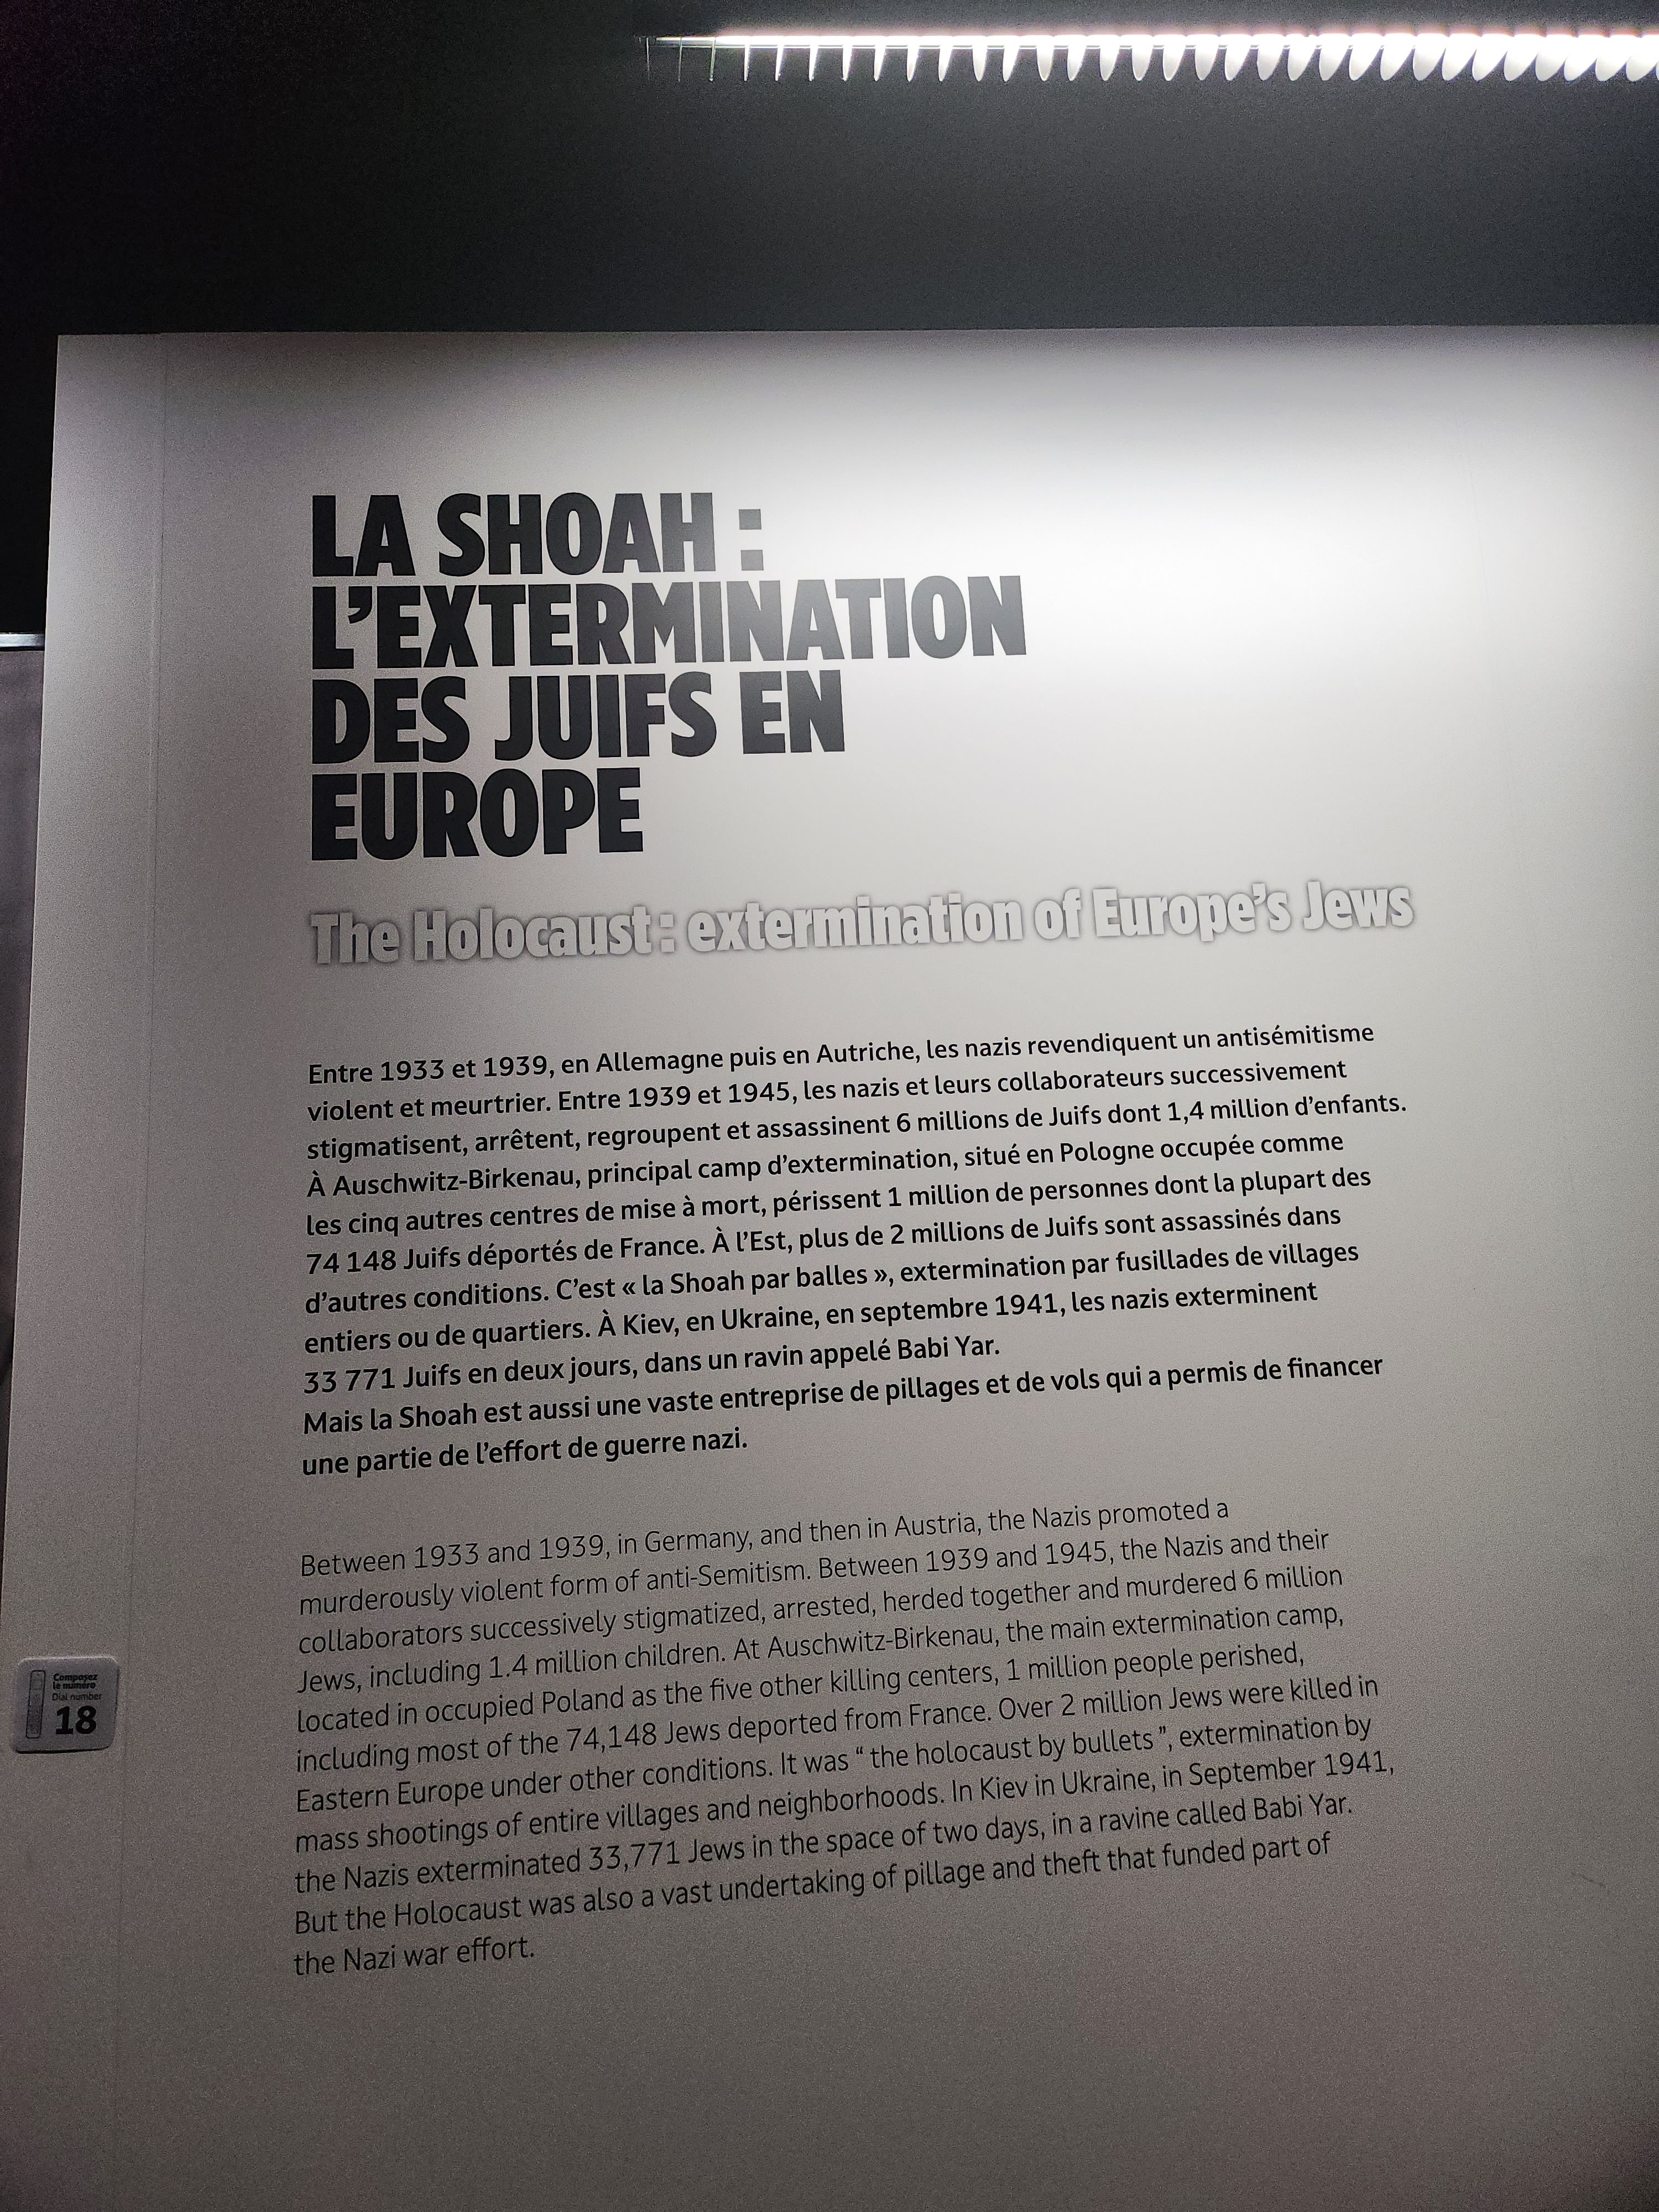 LA SHOAH :
L'EXTERMINATION
DES JUIFS EN
EUROPE
The Holocaust : extermination of Europe's Jews
Entre 1933 et 1939, en Allemagne puis en Autriche, les nazis revendiquent un antisémitisme
violent et meurtrier. Entre 1939 et 1945, les nazis et leurs collaborateurs successivement
stigmatisent, arrêtent, regroupent et assassinent 6 millions de Juifs dont 1,4 million d'enfants.
À Auschwitz-Birkenau, principal camp d'extermination, situé en Pologne occupée comme
les cinq autres centres de mise à mort, périssent 1 million de personnes dont la plupart des
74 148 Juifs déportés de France. À l'Est, plus de 2 millions de Juifs sont assassinés dans
d'autres conditions. C'est « la Shoah par balles », extermination par fusillades de villages
entiers ou de quartiers. À Kiev, en Ukraine, en septembre 1941, les nazis exterminent
33 771 Juifs en deux jours, dans un ravin appelé Babi Yar.
Mais la Shoah est aussi une vaste entreprise de pillages et de vols qui a permis de financer
une partie de l'effort de guerre nazi.
Between 1933 and 1939, in Germany, and then in Austria, the Nazis promoted a
murderously violent form of anti-Semitism. Between 1939 and 1945, the Nazis and their
collaborators successively stigmatized, arrested, herded together and murdered 6 million
Jews, including 1.4 million children. At Auschwitz-Birkenau, the main extermination camp,
located in occupied Poland as the five other killing centers, 1 million people perished,
including most of the 74,148 Jews deported from France. Over 2 million Jews were killed in
Eastern Europe under other conditions. It was “ the holocaust by bullets ”, extermination by
mass shootings of entire villages and neighborhoods. In Kiev in Ukraine, in September 1941,
the Nazis exterminated 33,771 Jews in the space of two days, in a ravine called Babi Yar.
But the Holocaust was also a vast undertaking of pillage and theft that funded part of
the Nazi war effort.
Composez
le numéro
Dial number
18